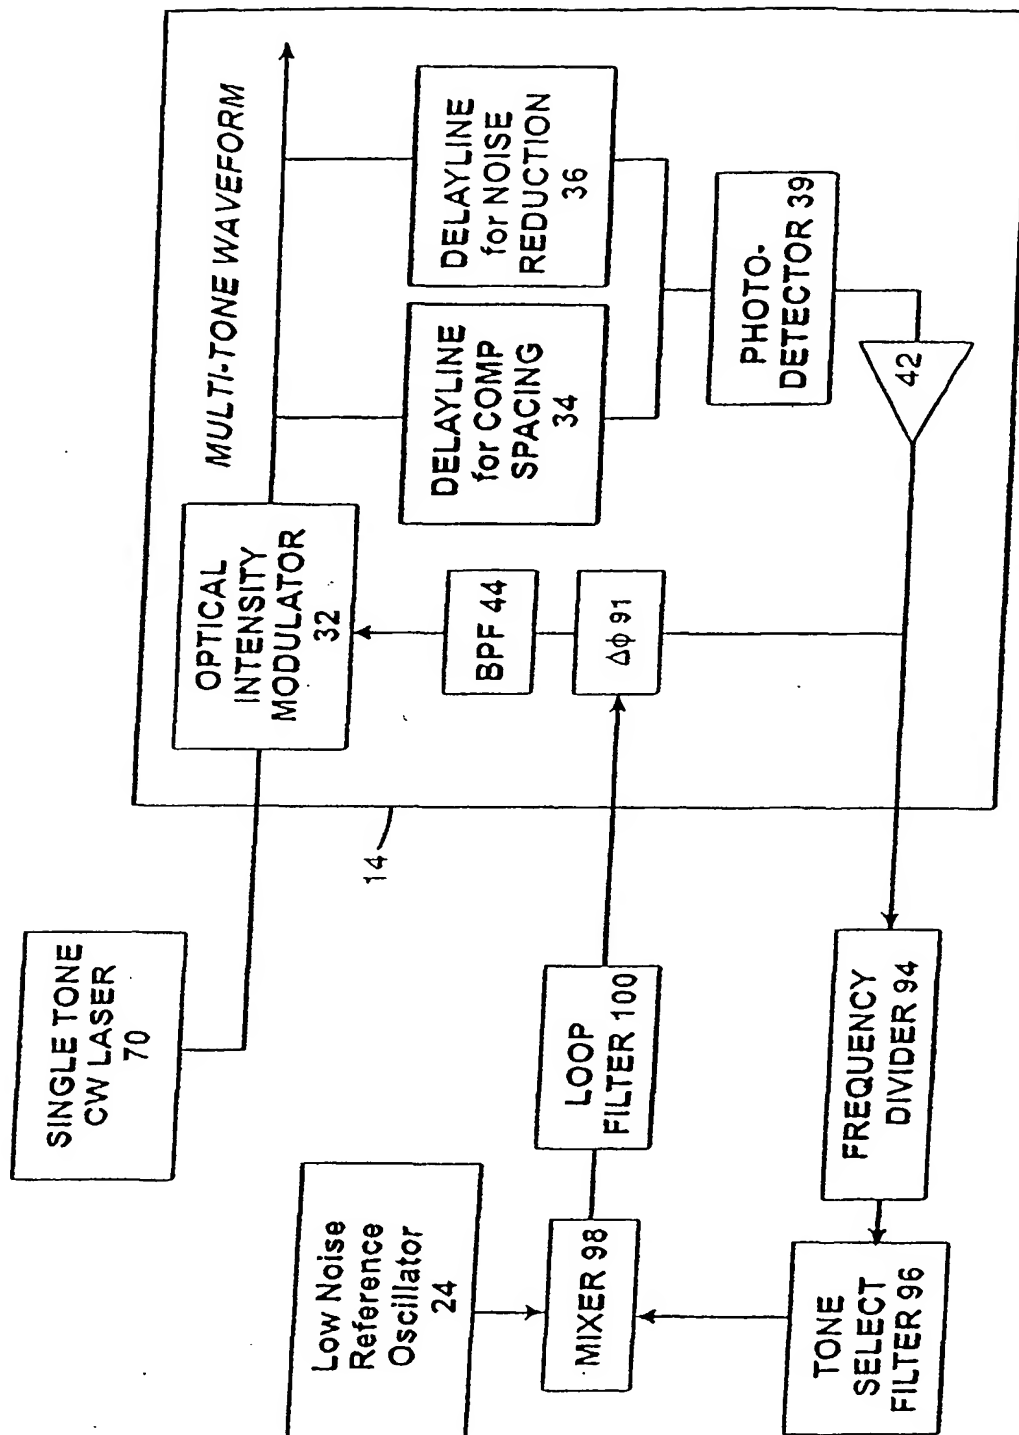 SINGLE TONE
CW LASER
70
OPTICAL
INTENSITY
MODULATOR
32
MULTI-TONE WAVEFORM
14
Low Noise
Reference
Oscillator
24
MIXER 98
LOOP
FILTER 100
BPF 44
Δϕ 91
DELAYLINE
for COMP
SPACING
34
DELAYLINE
for NOISE
REDUCTION
36
PHOTO-
DETECTOR 39
42
TONE
SELECT
FILTER 96
FREQUENCY
DIVIDER 94